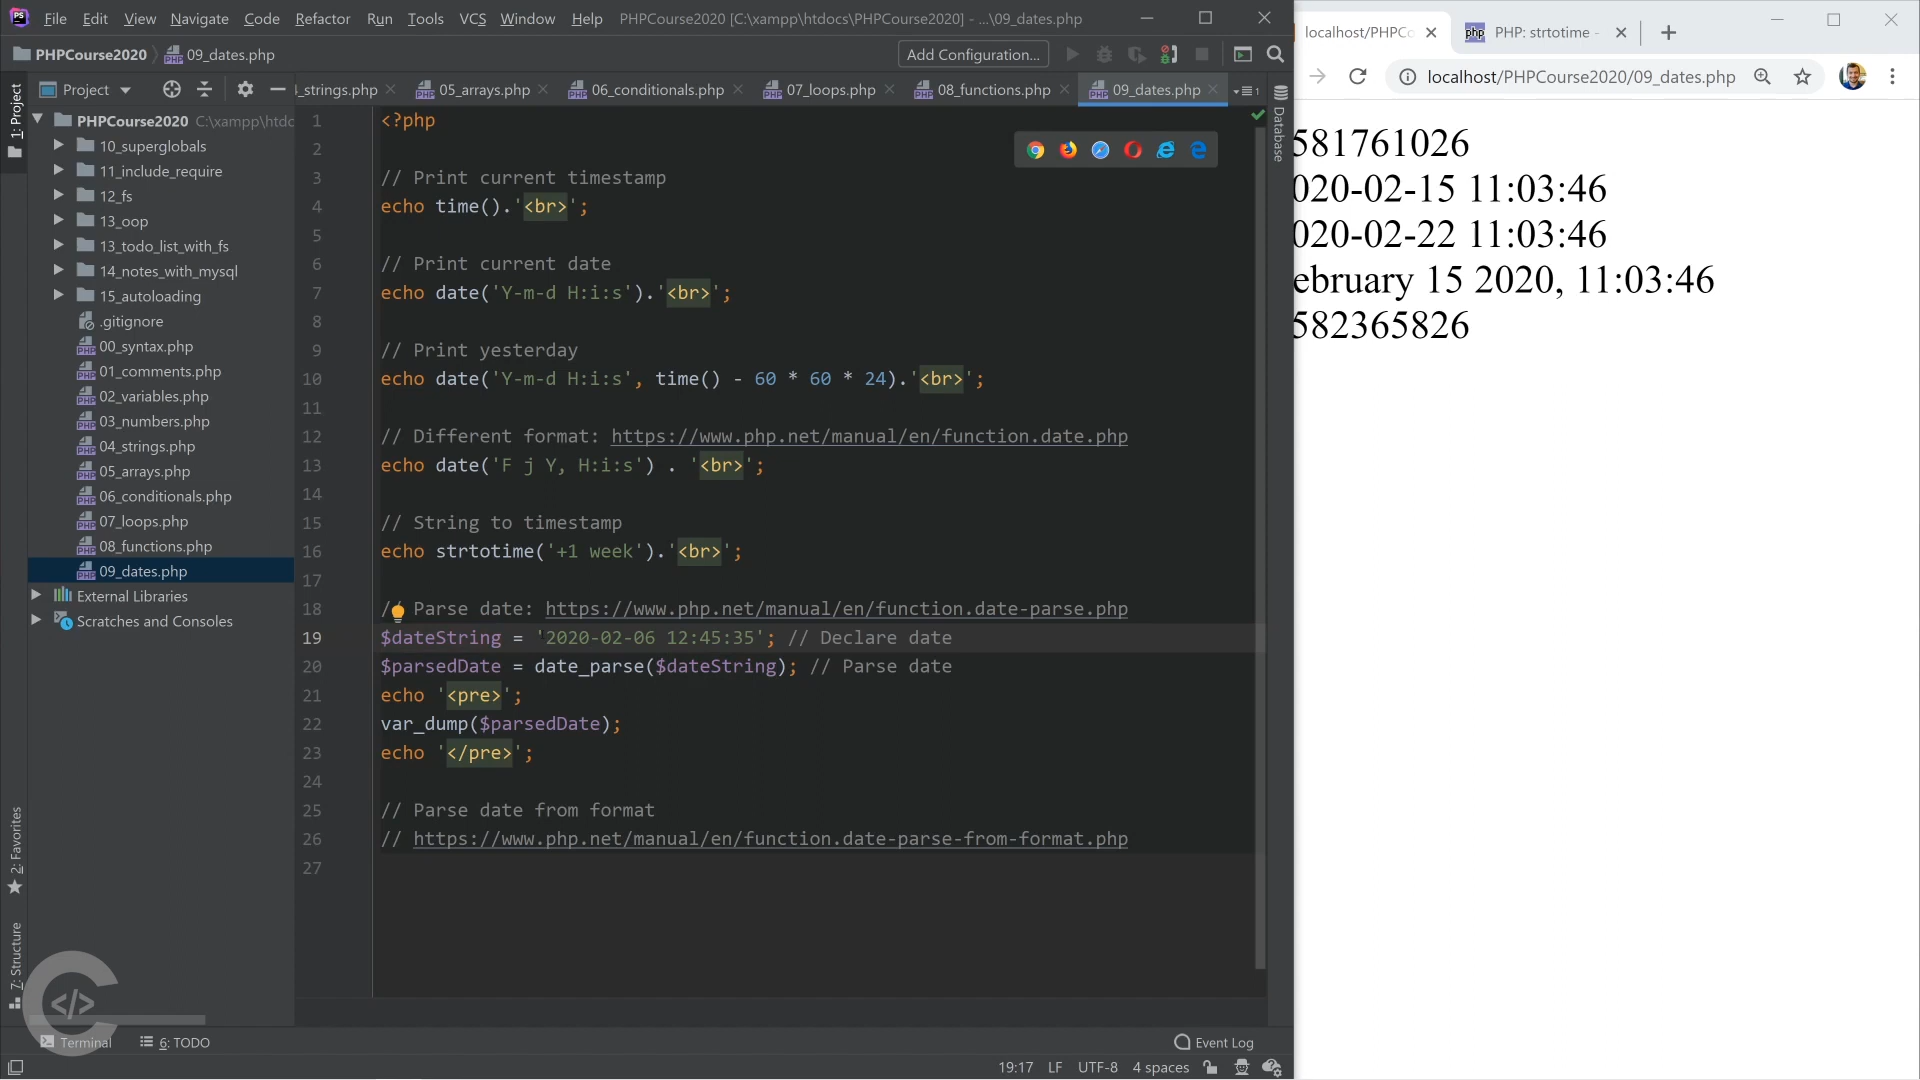 File Edit View Navigate Code Refactor Run Tools VCS Window Help PHPCourse2020 [C:\xampp\htdocs\PHPCourse2020] - ...\09_dates.php
PHPCourse2020 09_dates.php Add Configuration...
Project _strings.php 05_arrays.php 06_conditionals.php 07_loops.php 08_functions.php 09_dates.php
1: Project
Database
2: Favorites
7: Structure
PHPCourse2020 C:\xampp\htdc
10_superglobals
11_include_require
12_fs
13_oop
13_todo_list_with_fs
14_notes_with_mysql
15_autoloading
.gitignore
00_syntax.php
01_comments.php
02_variables.php
03_numbers.php
04_strings.php
05_arrays.php
06_conditionals.php
07_loops.php
08_functions.php
09_dates.php
External Libraries
Scratches and Consoles
1 <?php
2
3 // Print current timestamp
4 echo time().'<br>';
5
6 // Print current date
7 echo date('Y-m-d H:i:s').'<br>';
8
9 // Print yesterday
10 echo date('Y-m-d H:i:s', time() - 60 * 60 * 24).'<br>';
11
12 // Different format: https://www.php.net/manual/en/function.date.php
13 echo date('F j Y, H:i:s') . '<br>';
14
15 // String to timestamp
16 echo strtotime('+1 week').'<br>';
17
18 // Parse date: https://www.php.net/manual/en/function.date-parse.php
19 $dateString = '2020-02-06 12:45:35'; // Declare date
20 $parsedDate = date_parse($dateString); // Parse date
21 echo '<pre>';
22 var_dump($parsedDate);
23 echo '</pre>';
24
25 // Parse date from format
26 // https://www.php.net/manual/en/function.date-parse-from-format.php
27
Terminal 6: TODO Event Log
19:17 LF UTF-8 4 spaces
localhost/PHPCo PHP: strtotime -
localhost/PHPCourse2020/09_dates.php
581761026
020-02-15 11:03:46
020-02-22 11:03:46
ebruary 15 2020, 11:03:46
582365826